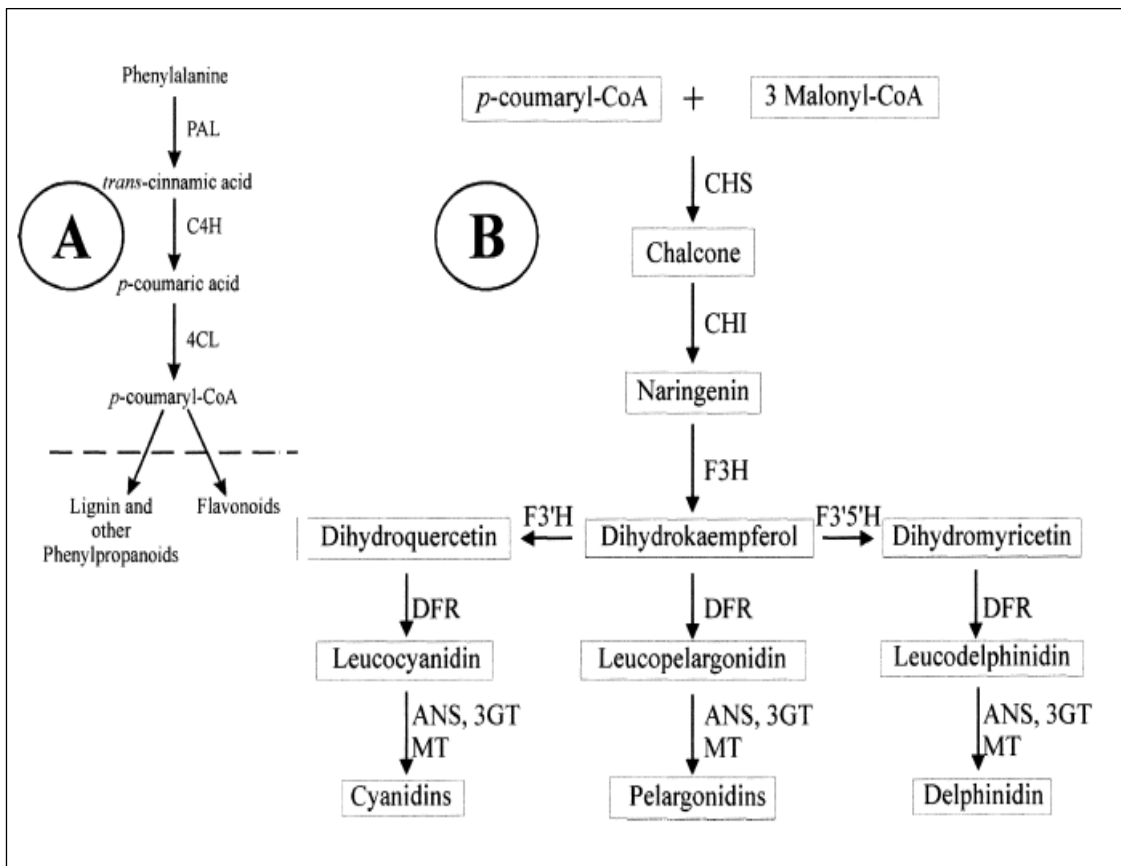 Phenylalanine
PAL
trans-cinnamic acid
A
C4H
p-coumaric acid
4CL
p-coumaryl-CoA
Lignin and
other
Phenylpropanoids
Flavonoids
p-coumaryl-CoA + 3 Malonyl-CoA
CHS
B
Chalcone
CHI
Naringenin
F3H
F3'H
F3'5'H
Dihydroquercetin
Dihydrokaempferol
Dihydromyricetin
DFR
DFR
DFR
Leucocyanidin
Leucopelargonidin
Leucodelphinidin
ANS, 3GT
MT
ANS, 3GT
MT
ANS, 3GT
MT
Cyanidins
Pelargonidins
Delphinidin